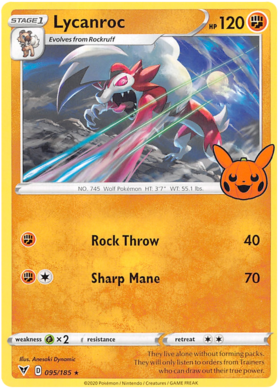 STAGE 1
Lycanroc
HP 120
Evolves from Rockruff
NO. 745 Wolf Pokémon HT: 3'7" WT: 55.1 lbs.
Rock Throw 40
Sharp Mane 70
weakness ×2 resistance retreat
Illus. Anesaki Dynamic
They live without forming packs.
They will only listen to orders from Trainers
who can draw out their true power.
D 095/185 ★
©2020 Pokémon / Nintendo / Creatures / GAME FREAK